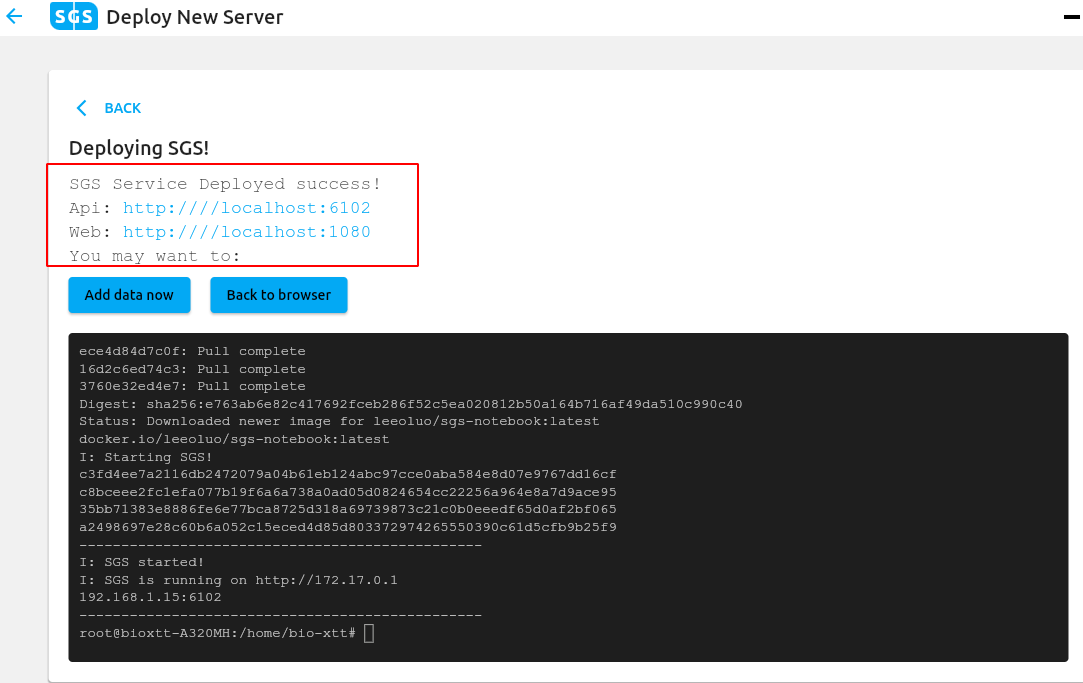 SGS Deploy New Server
BACK
Deploying SGS!
SGS Service Deployed success!
Api: http:////localhost:6102
Web: http:////localhost:1080
You may want to:
Add data now Back to browser
ece4d84d7c0f: Pull complete
16d2c6ed74c3: Pull complete
3760e32ed4e7: Pull complete
Digest: sha256:e763ab6e82c417692fceb286f52c5ea020812b50a164b716af49da510c990c40
Status: Downloaded newer image for leeoluo/sgs-notebook:latest
docker.io/leeoluo/sgs-notebook:latest
I: Starting SGS!
c3fd4ee7a2116db2472079a04b61eb124abc97cce0aba584e8d07e9767dd16cf
c8bceee2fc1efa077b19f6a6a738a0ad05d0824654cc22256a964e8a7d9ace95
35bb71383e8886fe6e77bca8725d318a69739873c21c0b0eeedf65d0af2bf065
a2498697e28c60b6a052c15eced4d85d803372974265550390c61d5cfb9b25f9
------------------------------------------------
I: SGS started!
I: SGS is running on http://172.17.0.1
192.168.1.15:6102
------------------------------------------------
root@bioxtt-A320MH:/home/bio-xtt#